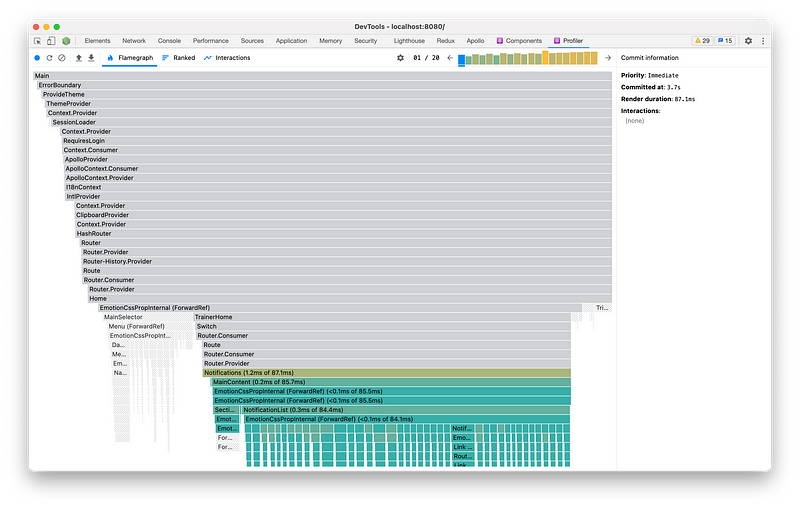 DevTools - localhost:8080/
Elements Network Console Performance Sources Application Memory Security Lighthouse Redux Apollo Components Profiler 29 15
Flamegraph Ranked Interactions 01 / 20 Commit information
Main
ErrorBoundary
ProvideTheme
ThemeProvider
Context.Provider
SessionLoader
Context.Provider
RequiresLogin
Context.Consumer
ApolloProvider
ApolloContext.Consumer
ApolloContext.Provider
I18nContext
IntlProvider
Context.Provider
ClipboardProvider
Context.Provider
HashRouter
Router
Router.Provider
Router-History.Provider
Route
Router.Consumer
Router.Provider
Home
EmotionCssPropInternal (ForwardRef) Tri...
MainSelector TrainerHome
Menu (ForwardRef) Switch
EmotionCssPropInt... Router.Consumer
Da... Route
Me... Router.Consumer
Em... Router.Provider
Na... Notifications (1.2ms of 87.1ms)
MainContent (0.2ms of 85.7ms)
EmotionCssPropInternal (ForwardRef) (<0.1ms of 85.5ms)
EmotionCssPropInternal (ForwardRef) (<0.1ms of 85.5ms)
Secti... NotificationList (0.3ms of 84.4ms)
Emot... EmotionCssPropInternal (ForwardRef) (<0.1ms of 84.1ms)
Emot... Notif...
For... Emo...
For... Link ...
Rout...
Link
Priority: Immediate
Committed at: 3.7s
Render duration: 87.1ms
Interactions:
(none)